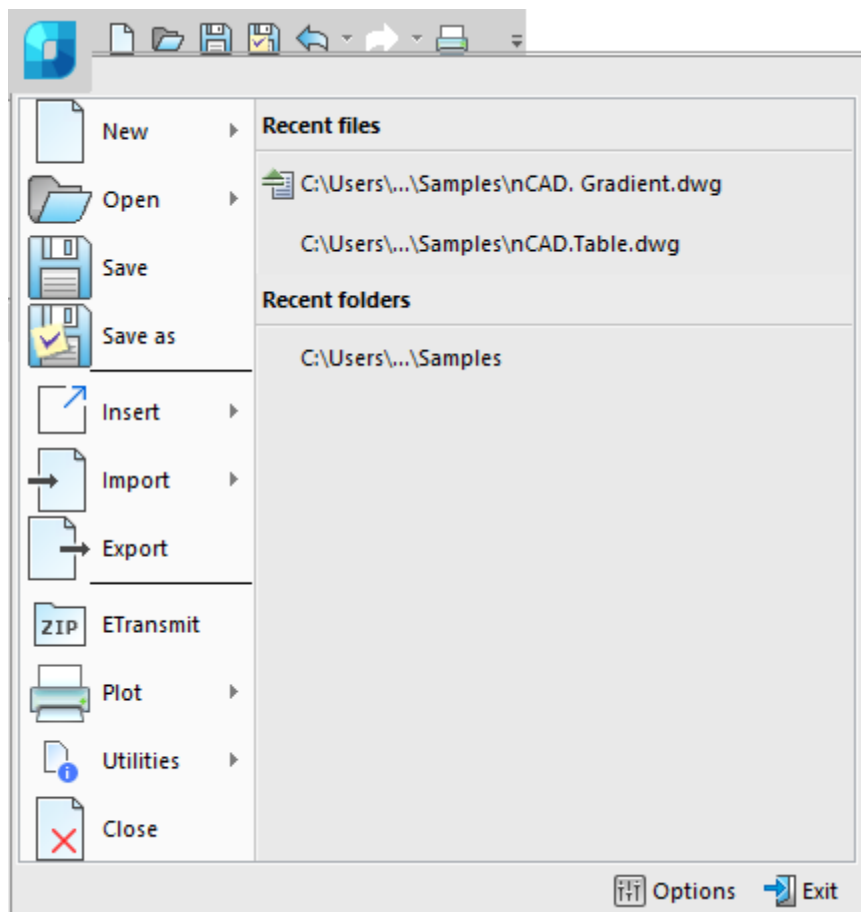 New
Open
Save
Save as
Insert
Import
Export
ZIP
ETransmit
Plot
Utilities
Close
Recent files
C:\Users\...\Samples\nCAD. Gradient.dwg
C:\Users\...\Samples\nCAD.Table.dwg
Recent folders
C:\Users\...\Samples
Options
Exit